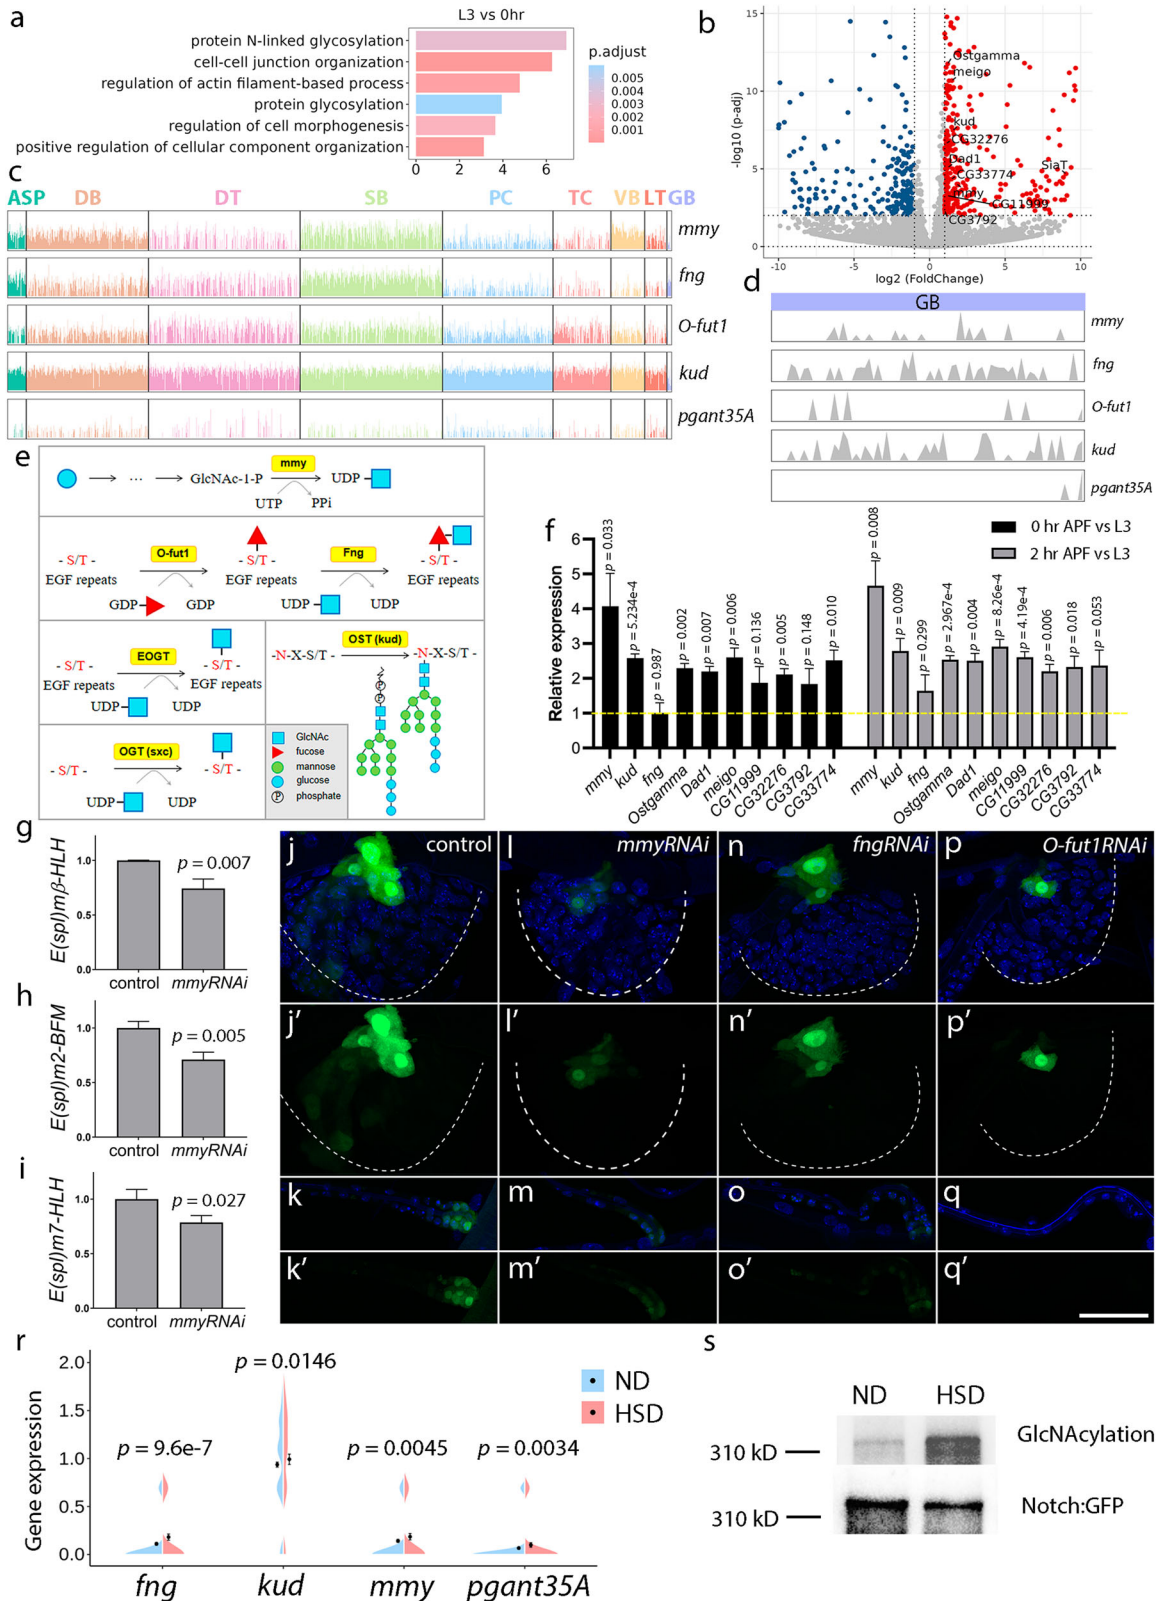 a
L3 vs 0hr
protein N-linked glycosylation
cell-cell junction organization
regulation of actin filament-based process
protein glycosylation
regulation of cell morphogenesis
positive regulation of cellular component organization
0 2 4 6
p.adjust
0.005
0.004
0.003
0.002
0.001
b
15
10
5
0
-log10 (p-adj)
Ostgamma
meigo
kud
CG32276
Dad1
CG33774
SiaT
mmy
CG11999
CG3792
-10 -5 0 5 10
log2 (FoldChange)
c
ASP DB DT SB PC TC VB LT GB
mmy
fng
O-fut1
kud
pgant35A
d
GB
mmy
fng
O-fut1
kud
pgant35A
e
mmy
... GlcNAc-1-P UDP
UTP PPi
O-fut1 Fng
- S/T - - S/T - - S/T -
EGF repeats EGF repeats EGF repeats
GDP GDP UDP UDP
EOGT
- S/T - - S/T -
EGF repeats EGF repeats
UDP UDP
OST (kud)
-N-X-S/T - -N-X-S/T -
P
P
OGT (sxc)
- S/T - - S/T -
UDP UDP
GlcNAc
fucose
mannose
glucose
P phosphate
f
0 hr APF vs L3
2 hr APF vs L3
Relative expression
6
5
4
3
2
1
0
p = 0.033
p = 5.234e-4
p = 0.987
p = 0.002
p = 0.007
p = 0.006
p = 0.136
p = 0.005
p = 0.148
p = 0.010
p = 0.008
p = 0.009
p = 0.299
p = 2.967e-4
p = 0.004
p = 8.26e-4
p = 4.19e-4
p = 0.006
p = 0.018
p = 0.053
mmy kud fng Ostgamma Dad1 meigo CG11999 CG32276 CG3792 CG33774
mmy kud fng Ostgamma Dad1 meigo CG11999 CG32276 CG3792 CG33774
g
E(spl)mβ-HLH
1.0
0.5
0.0
p = 0.007
control mmyRNAi
h
E(spl)m2-BFM
1.0
0.5
0.0
p = 0.005
control mmyRNAi
i
E(spl)m7-HLH
1.0
0.5
0.0
p = 0.027
control mmyRNAi
j control
l mmyRNAi
n fngRNAi
p O-fut1RNAi
j' l' n' p'
k m o q
k' m' o' q'
r
Gene expression
2.0
1.5
1.0
0.5
0.0
p = 9.6e-7
p = 0.0146
p = 0.0045
p = 0.0034
ND
HSD
fng kud mmy pgant35A
s
ND HSD
310 kD GlcNAcylation
310 kD Notch:GFP